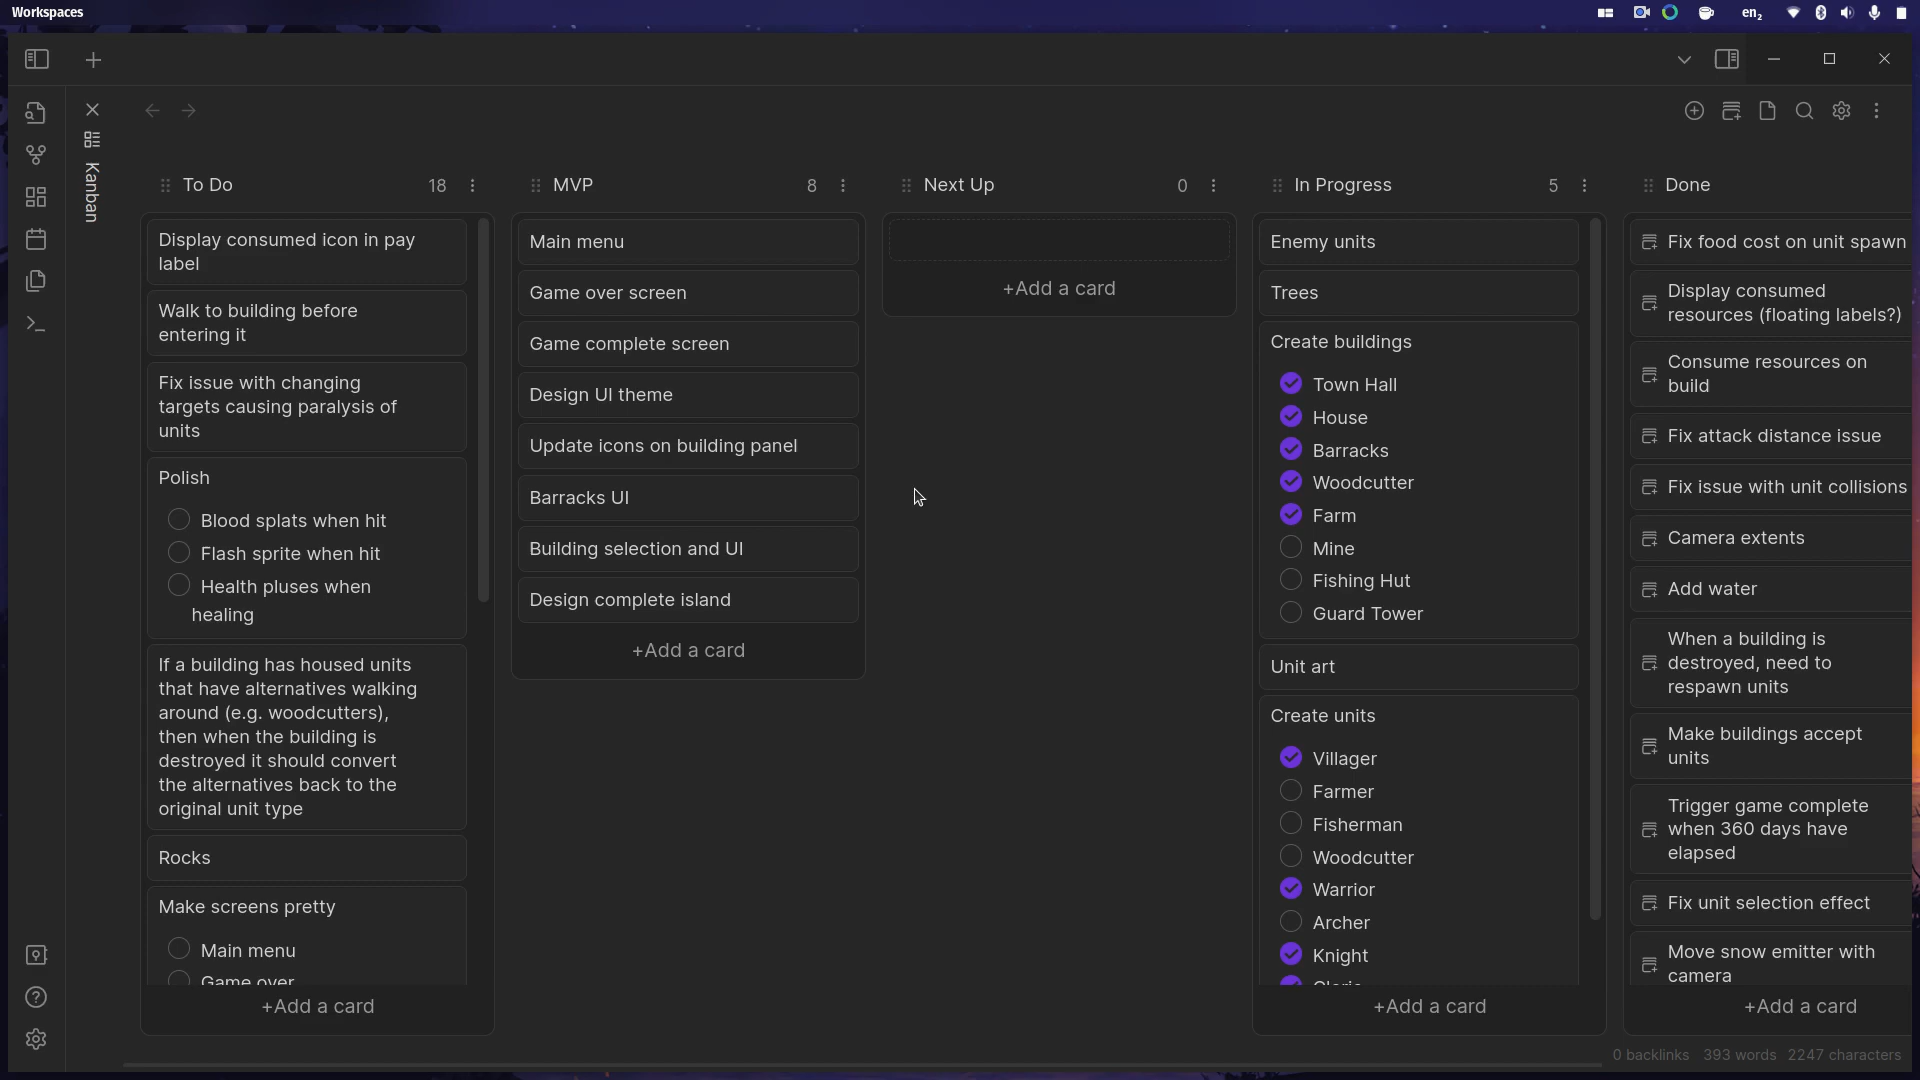 Workspaces
en₂
Kanban
To Do 18
Display consumed icon in pay
label
Walk to building before
entering it
Fix issue with changing
targets causing paralysis of
units
Polish
Blood splats when hit
Flash sprite when hit
Health pluses when
healing
If a building has housed units
that have alternatives walking
around (e.g. woodcutters),
then when the building is
destroyed it should convert
the alternatives back to the
original unit type
Rocks
Make screens pretty
Main menu
Game over
+Add a card
MVP 8
Main menu
Game over screen
Game complete screen
Design UI theme
Update icons on building panel
Barracks UI
Building selection and UI
Design complete island
+Add a card
Next Up 0
+Add a card
In Progress 5
Enemy units
Trees
Create buildings
Town Hall
House
Barracks
Woodcutter
Farm
Mine
Fishing Hut
Guard Tower
Unit art
Create units
Villager
Farmer
Fisherman
Woodcutter
Warrior
Archer
Knight
+Add a card
Done
Fix food cost on unit spawn
Display consumed
resources (floating labels?)
Consume resources on
build
Fix attack distance issue
Fix issue with unit collisions
Camera extents
Add water
When a building is
destroyed, need to
respawn units
Make buildings accept
units
Trigger game complete
when 360 days have
elapsed
Fix unit selection effect
Move snow emitter with
camera
+Add a card
0 backlinks 393 words 2247 characters